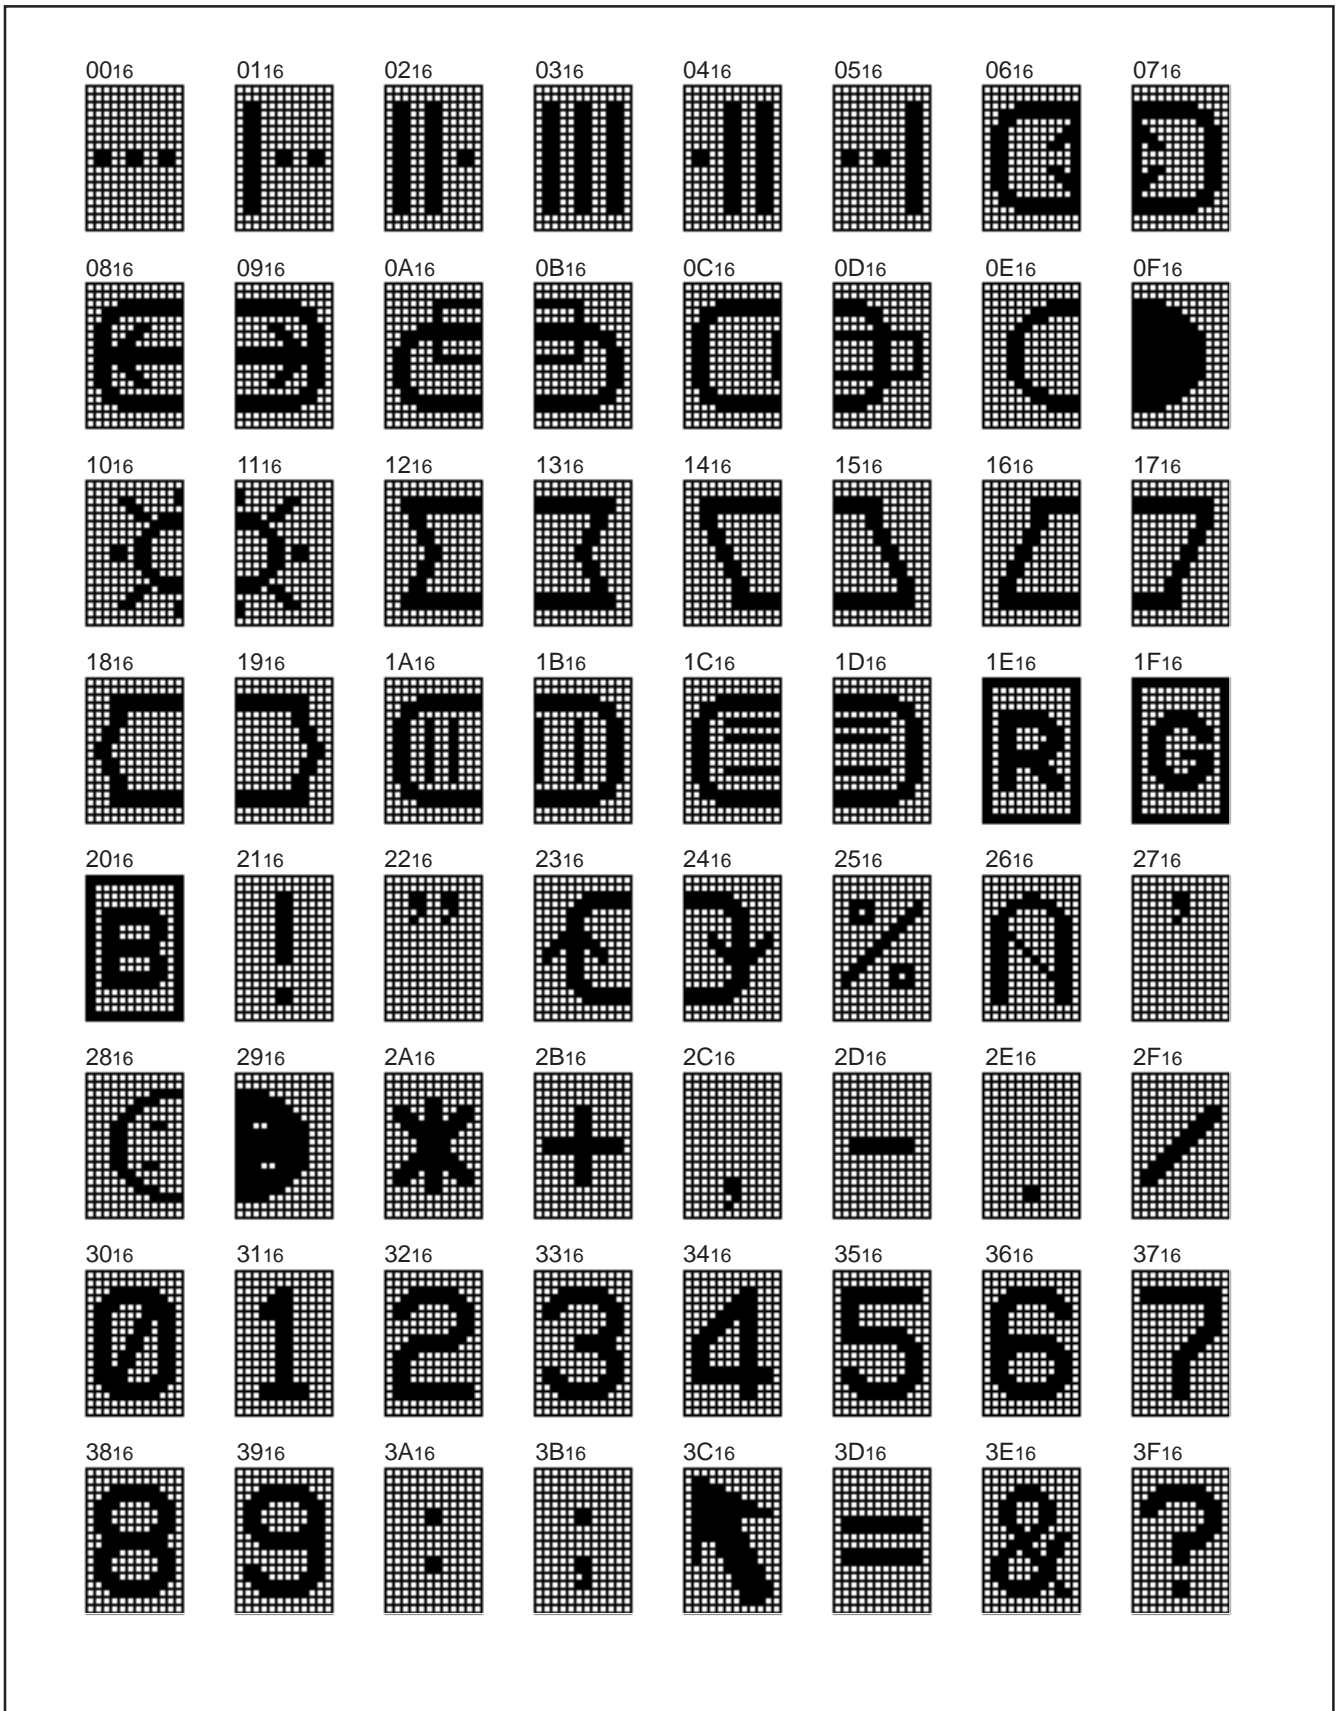 0016 0116 0216 0316 0416 0516 0616 0716
0816 0916 0A16 0B16 0C16 0D16 0E16 0F16
1016 1116 1216 1316 1416 1516 1616 1716
1816 1916 1A16 1B16 1C16 1D16 1E16 1F16
R G
2016 2116 2216 2316 2416 2516 2616 2716
B ! " % '
2816 2916 2A16 2B16 2C16 2D16 2E16 2F16
* + , - . /
3016 3116 3216 3316 3416 3516 3616 3716
0 1 2 3 4 5 6 7
3816 3916 3A16 3B16 3C16 3D16 3E16 3F16
8 9 : ; = & ?